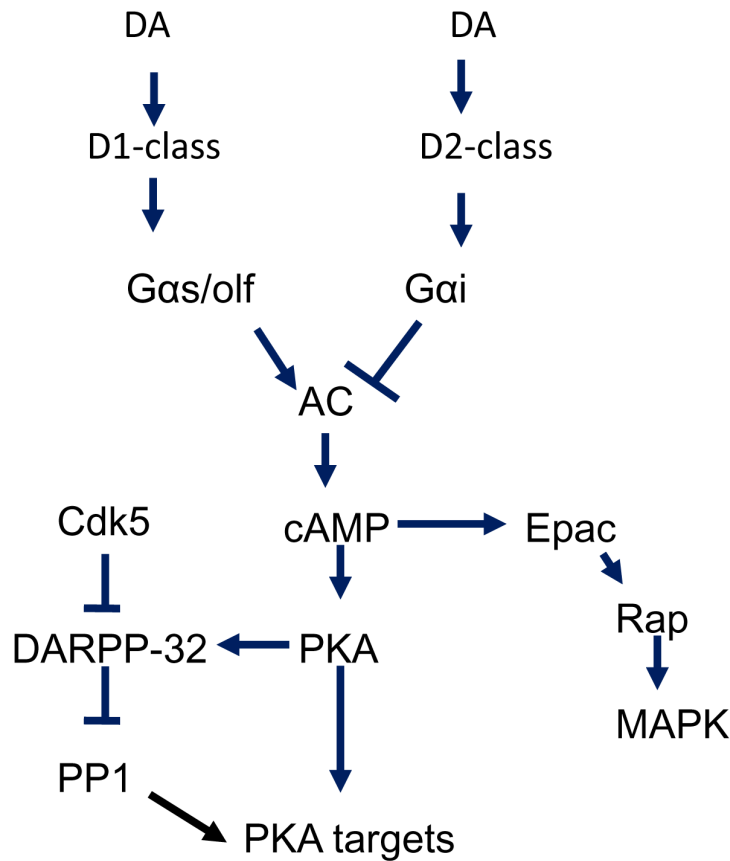 DA
DA
D1-class
D2-class
Gαs/olf
Gαi
AC
Cdk5
cAMP
Epac
DARPP-32
PKA
Rap
MAPK
PP1
PKA targets